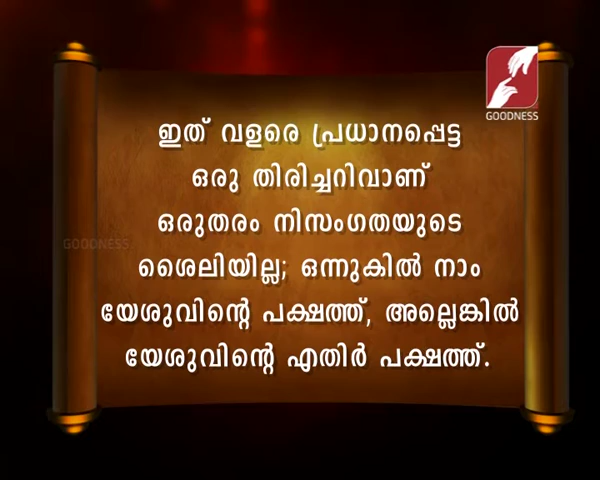 GOODNESS
ഇത് വളരെ പ്രധാനപ്പെട്ട
ഒരു തിരിച്ചറിവാണ്
ഒരുതരം നിസംഗതയുടെ
ശൈലിയില്ല; ഒന്നുകിൽ നാം
യേശുവിന്റെ പക്ഷത്ത്, അല്ലെങ്കിൽ
യേശുവിന്റെ എതിർ പക്ഷത്ത്.
GOODNESS